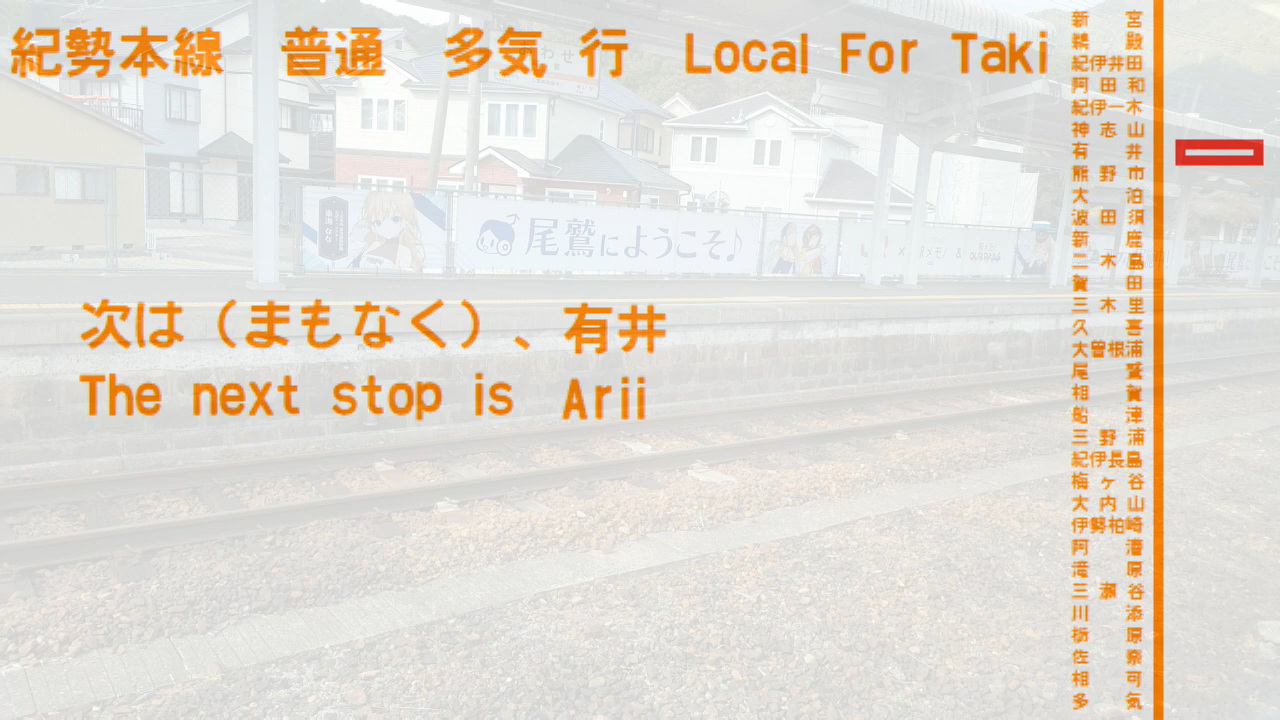 紀勢本線 普通 多気 行 Local For Taki
次は（まもなく）、有井
The next stop is Arii
尾鷲にようこそ♪
新宮
鵜殿
紀伊井田
阿田和
紀伊一木
神志山
有井
熊野市
大泊
波田須
新鹿
二木島
賀田
三木里
九鬼
大曽根浦
尾鷲
相賀
船津
三野浦
紀伊長島
梅ヶ谷
大内山
伊勢柏崎
阿曽
滝原
三瀬谷
川添
栃原
佐奈
相可
多気